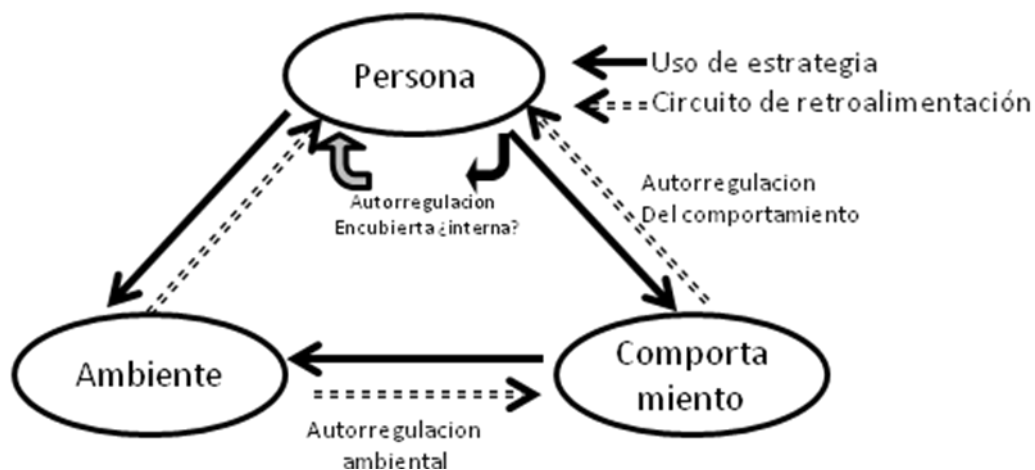 Persona
Uso de estrategia
Circuito de retroalimentación
Autorregulacion
Encubierta ¿interna?
Autorregulacion
Del comportamiento
Ambiente
Comporta
miento
Autorregulacion
ambiental